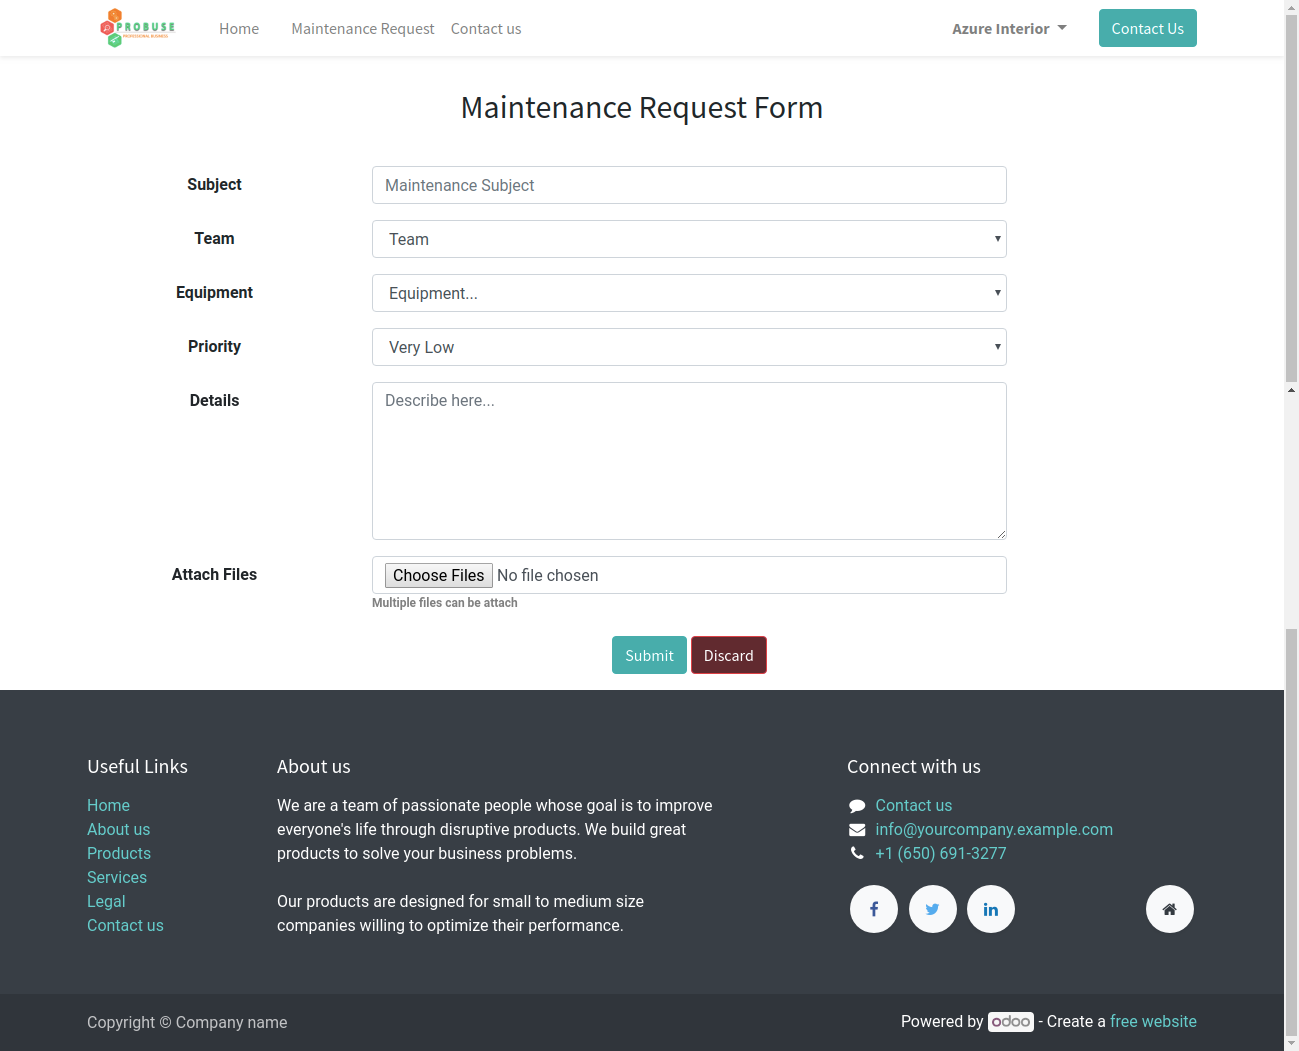 PROBUSE
PROFESSIONAL BUSINESS
Home
Maintenance Request
Contact us
Azure Interior
Contact Us
Maintenance Request Form
Subject
Maintenance Subject
Team
Team
Equipment
Equipment...
Priority
Very Low
Details
Describe here...
Attach Files
Choose Files No file chosen
Multiple files can be attach
Submit
Discard
Useful Links
Home
About us
Products
Services
Legal
Contact us
About us
We are a team of passionate people whose goal is to improve
everyone's life through disruptive products. We build great
products to solve your business problems.
Our products are designed for small to medium size
companies willing to optimize their performance.
Connect with us
Contact us
info@yourcompany.example.com
+1 (650) 691-3277
Copyright © Company name
Powered by odoo - Create a free website